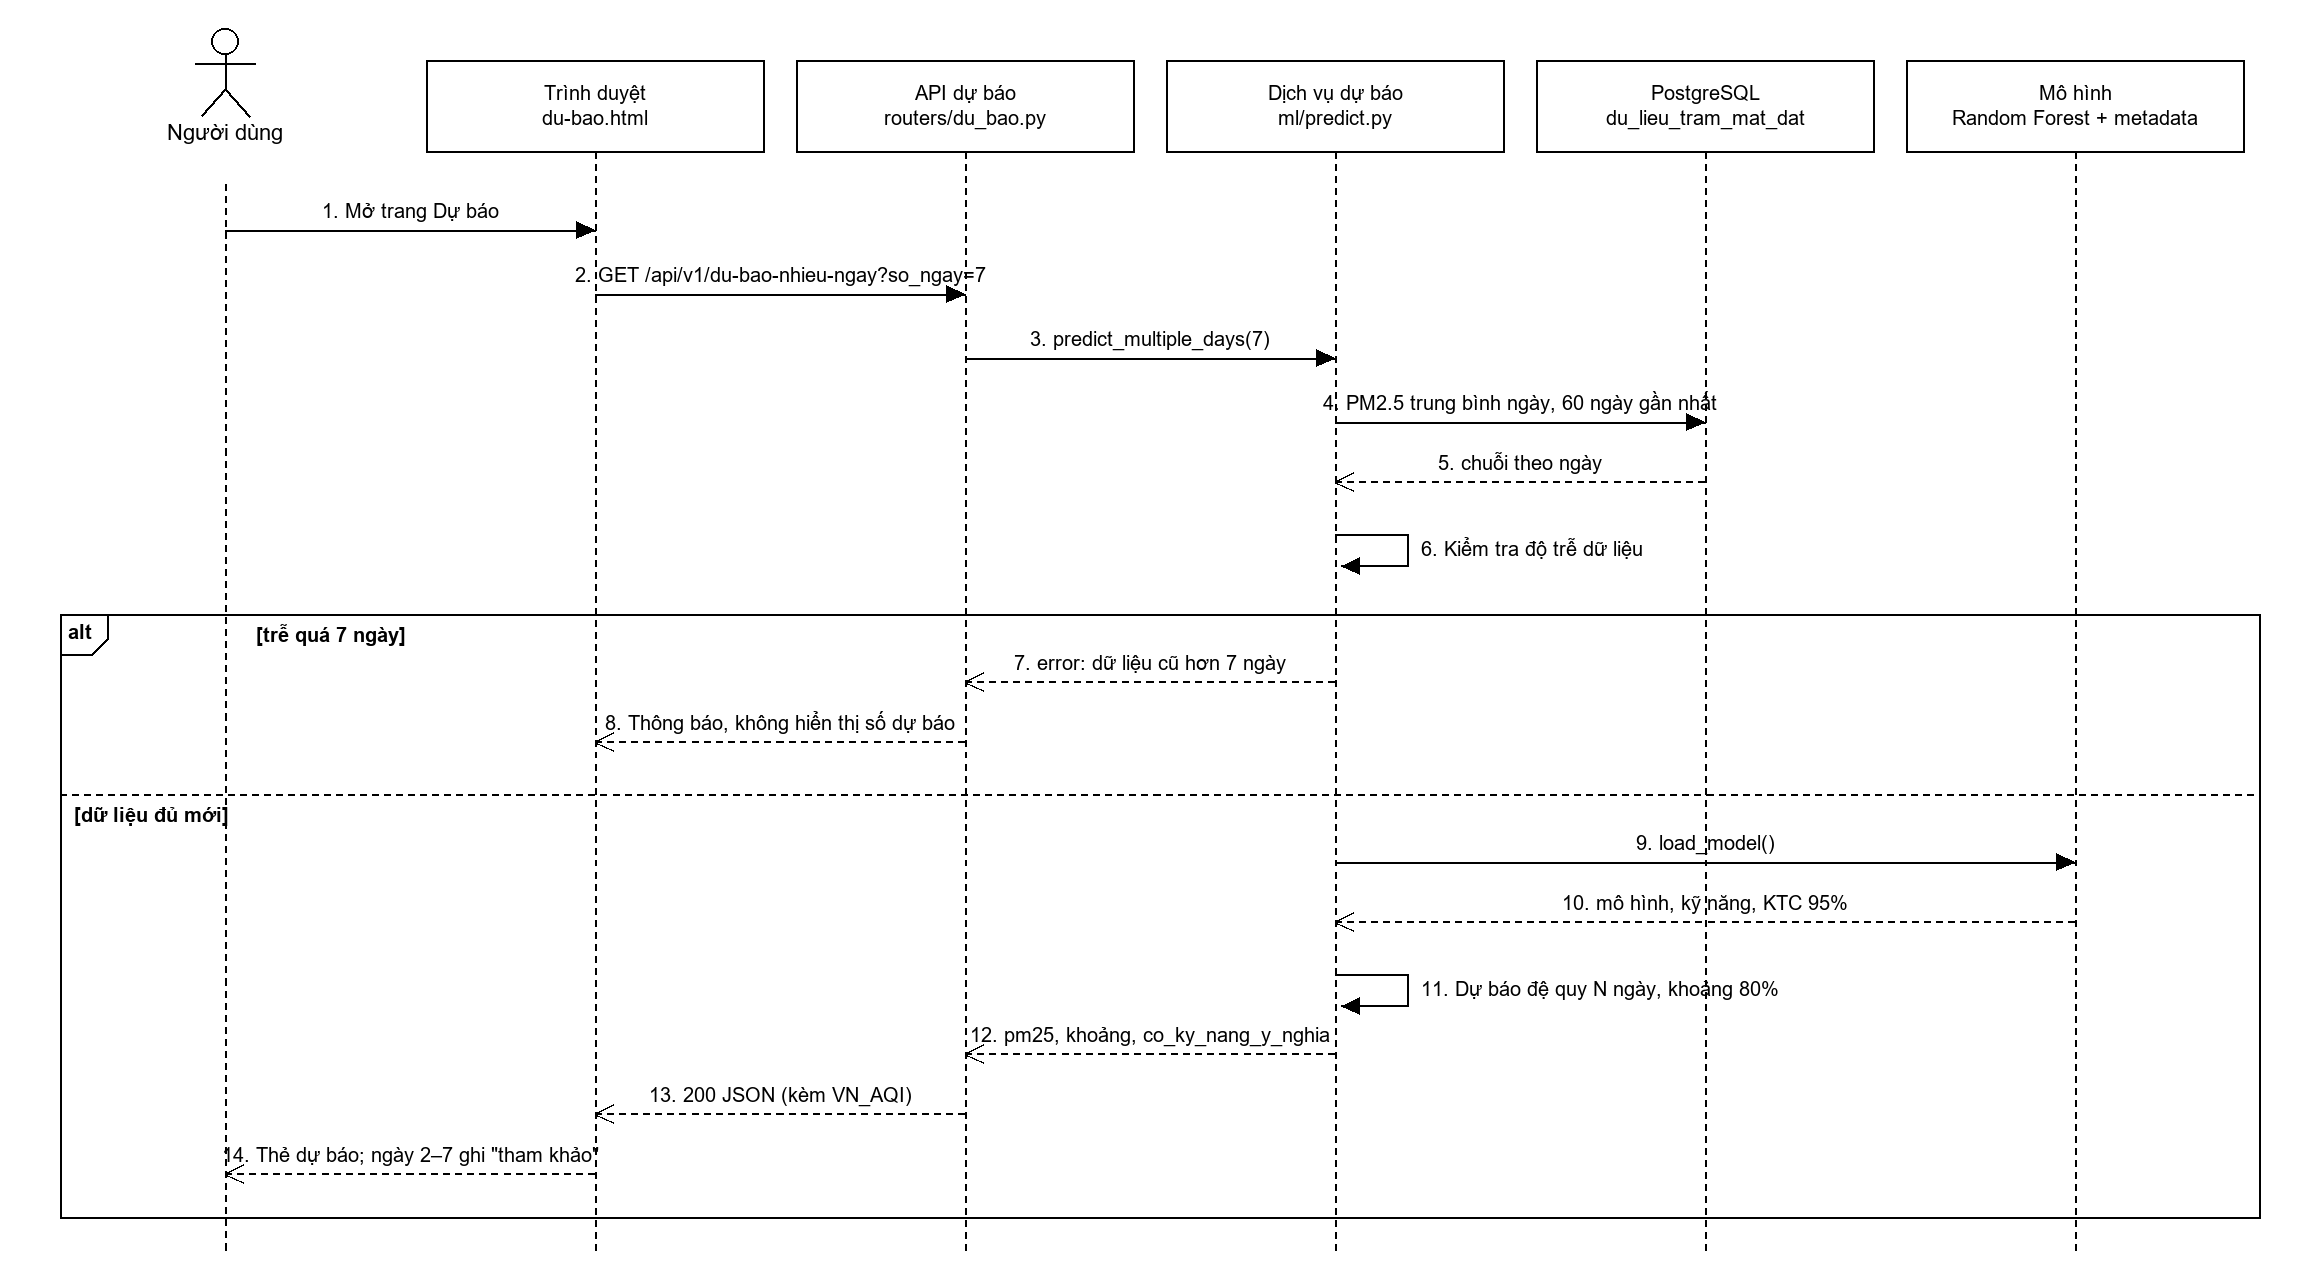 Người dùng
Trình duyệt
du-bao.html
API dự báo
routers/du_bao.py
Dịch vụ dự báo
ml/predict.py
PostgreSQL
du_lieu_tram_mat_dat
Mô hình
Random Forest + metadata
1. Mở trang Dự báo
2. GET /api/v1/du-bao-nhieu-ngay?so_ngay=7
3. predict_multiple_days(7)
4. PM2.5 trung bình ngày, 60 ngày gần nhất
5. chuỗi theo ngày
6. Kiểm tra độ trễ dữ liệu
alt
[trễ quá 7 ngày]
7. error: dữ liệu cũ hơn 7 ngày
8. Thông báo, không hiển thị số dự báo
[dữ liệu đủ mới]
9. load_model()
10. mô hình, kỹ năng, KTC 95%
11. Dự báo đệ quy N ngày, khoảng 80%
12. pm25, khoảng, co_ky_nang_y_nghia
13. 200 JSON (kèm VN_AQI)
14. Thẻ dự báo; ngày 2–7 ghi "tham khảo"